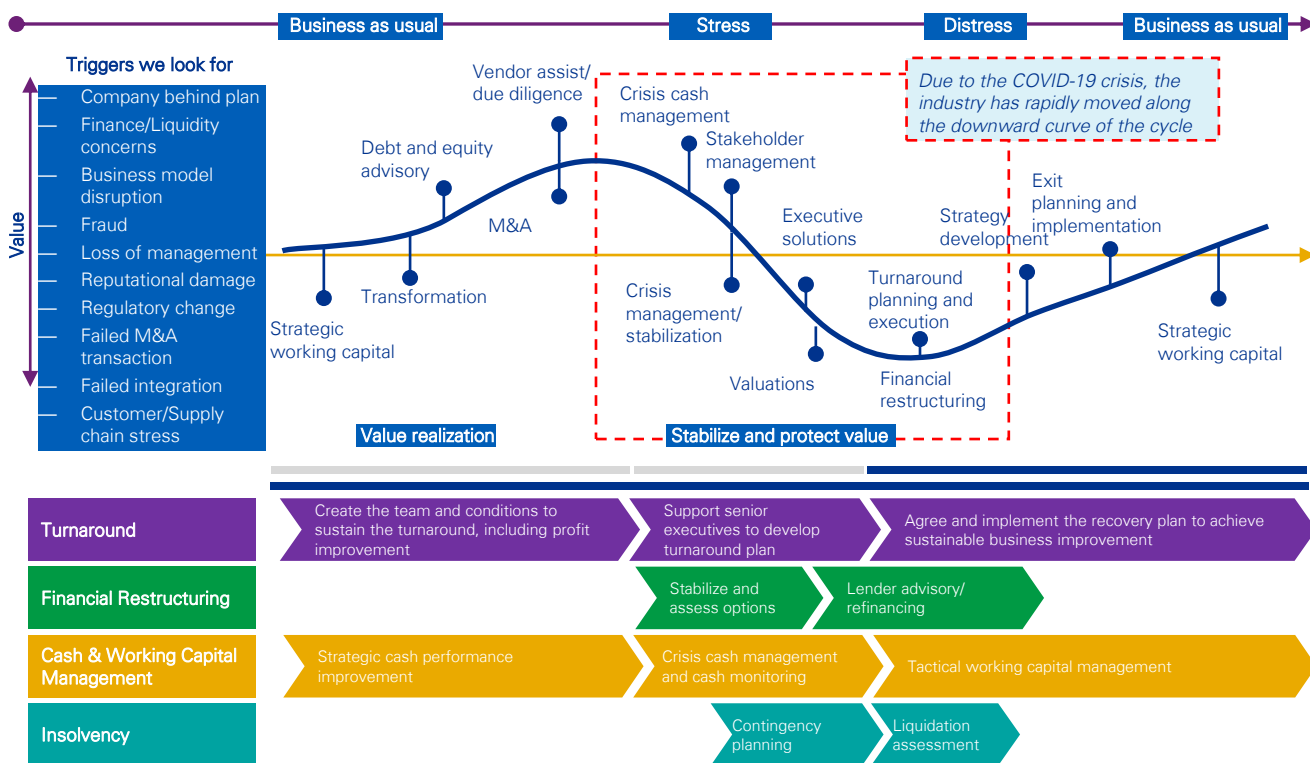 Business as usual
Stress
Distress
Business as usual
Triggers we look for
Value
Company behind plan
Finance/Liquidity
concerns
Business model
disruption
Fraud
Loss of management
Reputational damage
Regulatory change
Failed M&A
transaction
Failed integration
Customer/Supply
chain stress
Strategic
working capital
Transformation
Debt and equity
advisory
Vendor assist/
due diligence
M&A
Crisis cash
management
Stakeholder
management
Crisis
management/
stabilization
Executive
solutions
Valuations
Turnaround
planning and
execution
Financial
restructuring
Strategy
development
Exit
planning and
implementation
Strategic
working capital
Due to the COVID-19 crisis, the
industry has rapidly moved along
the downward curve of the cycle
Value realization
Stabilize and protect value
Turnaround
Create the team and conditions to
sustain the turnaround, including profit
improvement
Support senior
executives to develop
turnaround plan
Agree and implement the recovery plan to achieve
sustainable business improvement
Financial Restructuring
Stabilize and
assess options
Lender advisory/
refinancing
Cash & Working Capital
Management
Strategic cash performance
improvement
Crisis cash management
and cash monitoring
Tactical working capital management
Insolvency
Contingency
planning
Liquidation
assessment